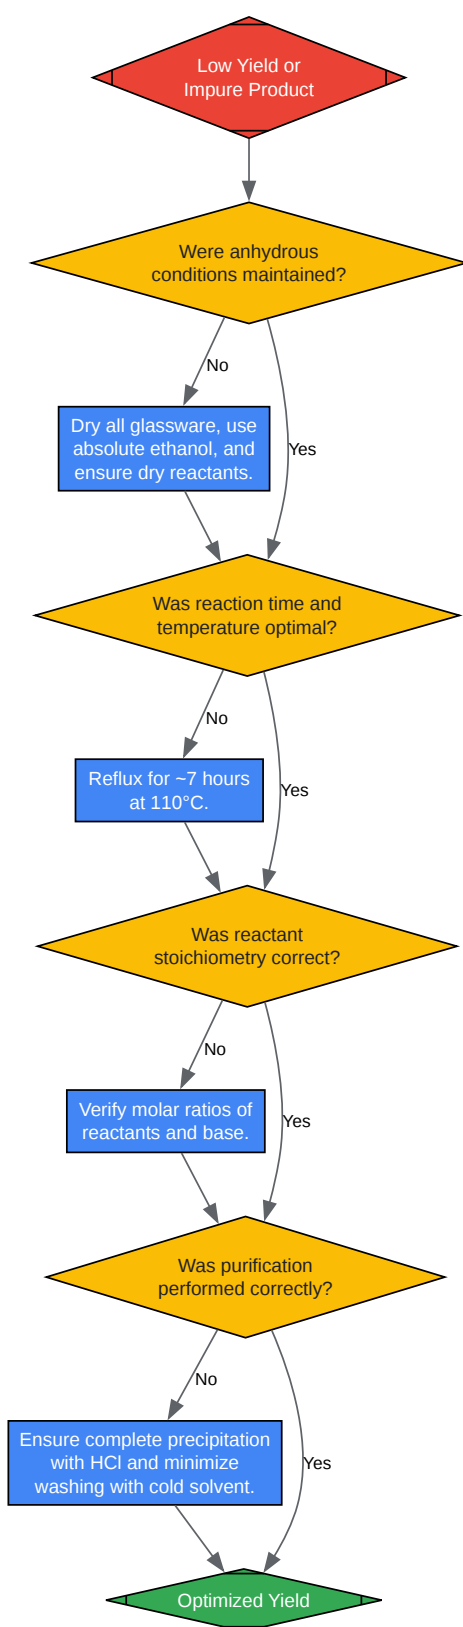 Low Yield or
Impure Product
Were anhydrous
conditions maintained?
No
Yes
Dry all glassware, use
absolute ethanol, and
ensure dry reactants.
Was reaction time and
temperature optimal?
No
Yes
Reflux for ~7 hours
at 110°C.
Was reactant
stoichiometry correct?
No
Yes
Verify molar ratios of
reactants and base.
Was purification
performed correctly?
No
Yes
Ensure complete precipitation
with HCl and minimize
washing with cold solvent.
Optimized Yield